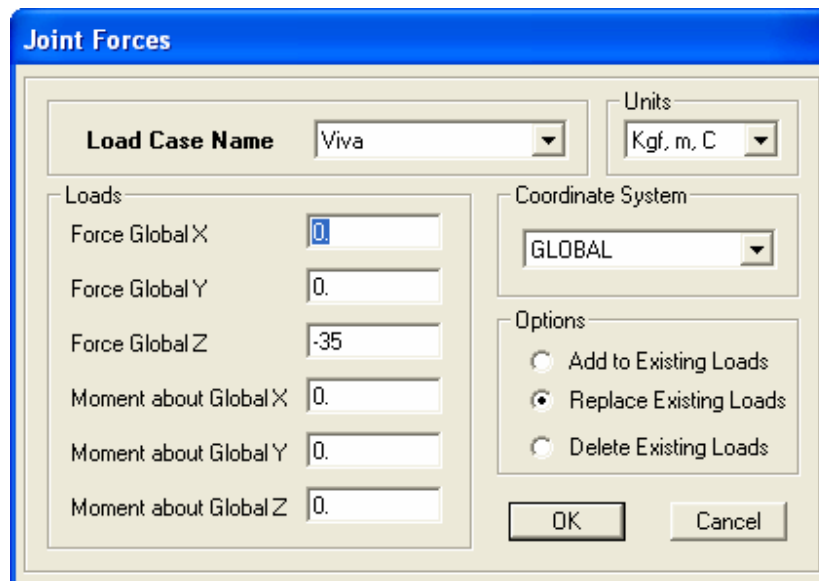 Joint Forces
Load Case Name
Viva
Units
Kgf, m, C
Loads
Force Global X
0.
Force Global Y
0.
Force Global Z
-35
Moment about Global X
0.
Moment about Global Y
0.
Moment about Global Z
0.
Coordinate System
GLOBAL
Options
Add to Existing Loads
Replace Existing Loads
Delete Existing Loads
OK
Cancel